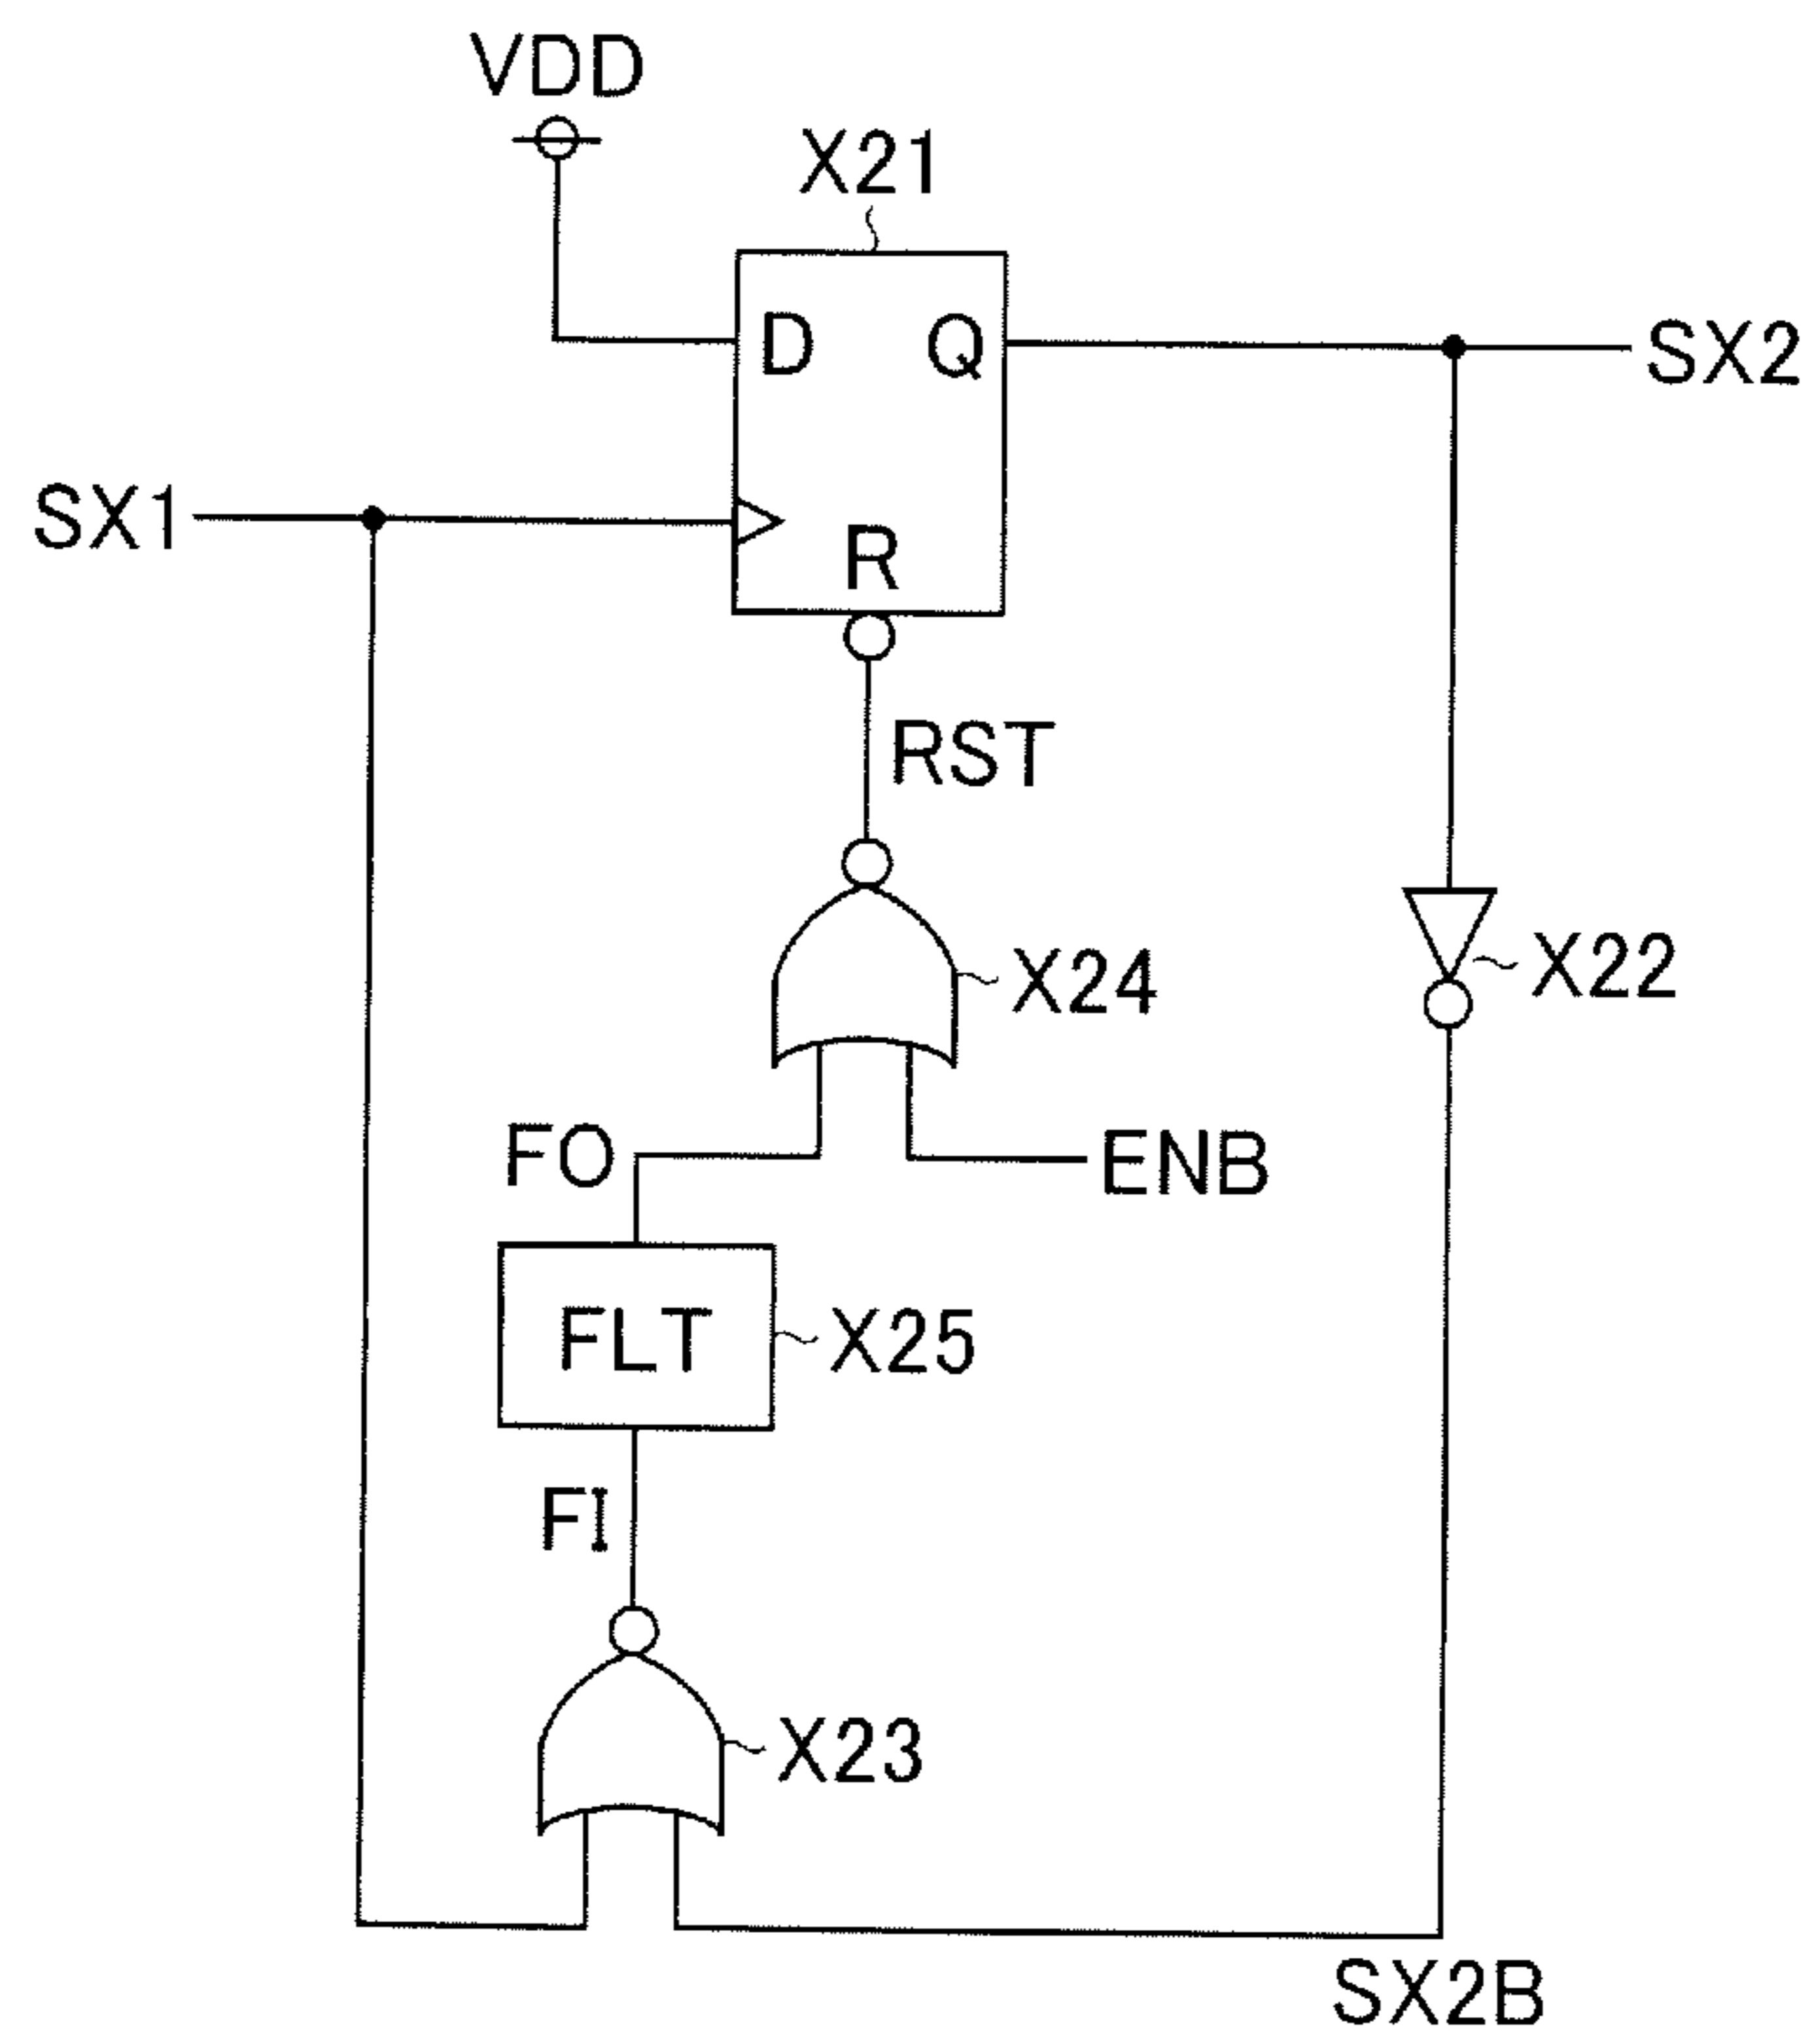 VDD
X21
D
Q
SX2
SX1
R
RST
X24
X22
FO
ENB
FLT
X25
FI
X23
SX2B